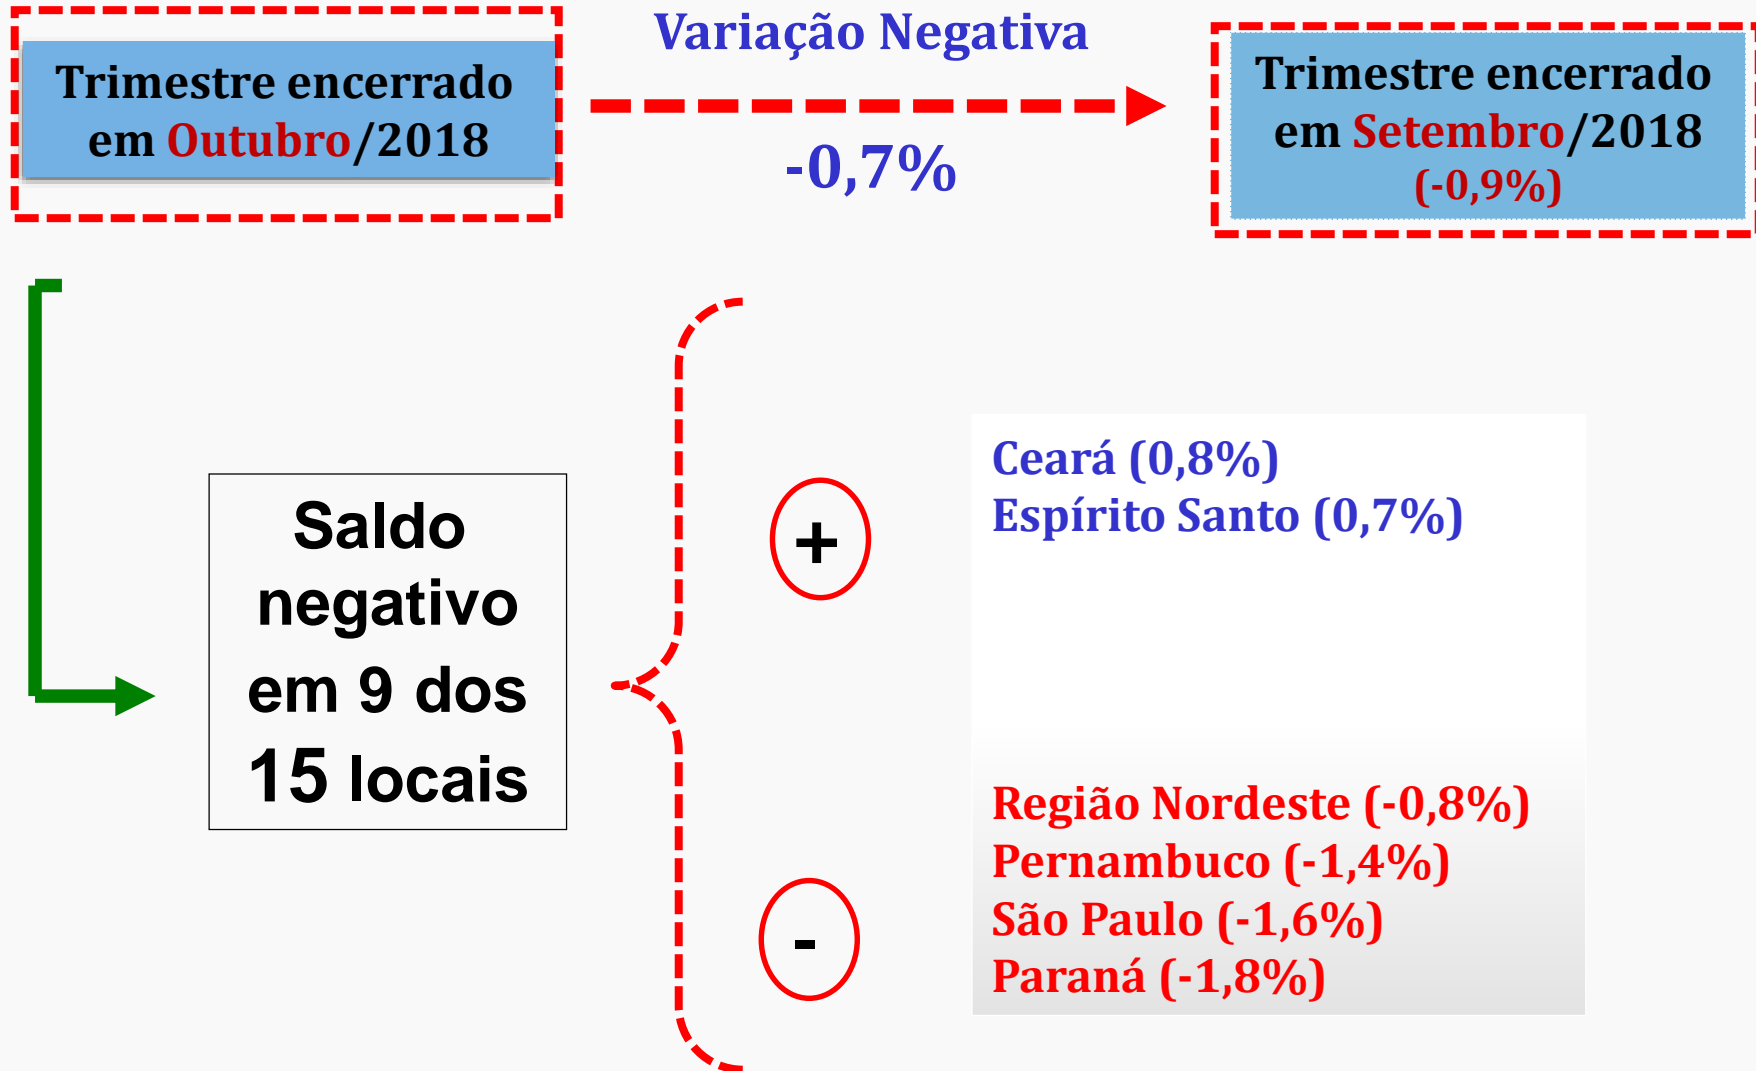 Trimestre encerrado
em Outubro/2018
Variação Negativa
-0,7%
Trimestre encerrado
em Setembro/2018
(-0,9%)
Saldo
negativo
em 9 dos
15 locais
+
Ceará (0,8%)
Espírito Santo (0,7%)
-
Região Nordeste (-0,8%)
Pernambuco (-1,4%)
São Paulo (-1,6%)
Paraná (-1,8%)